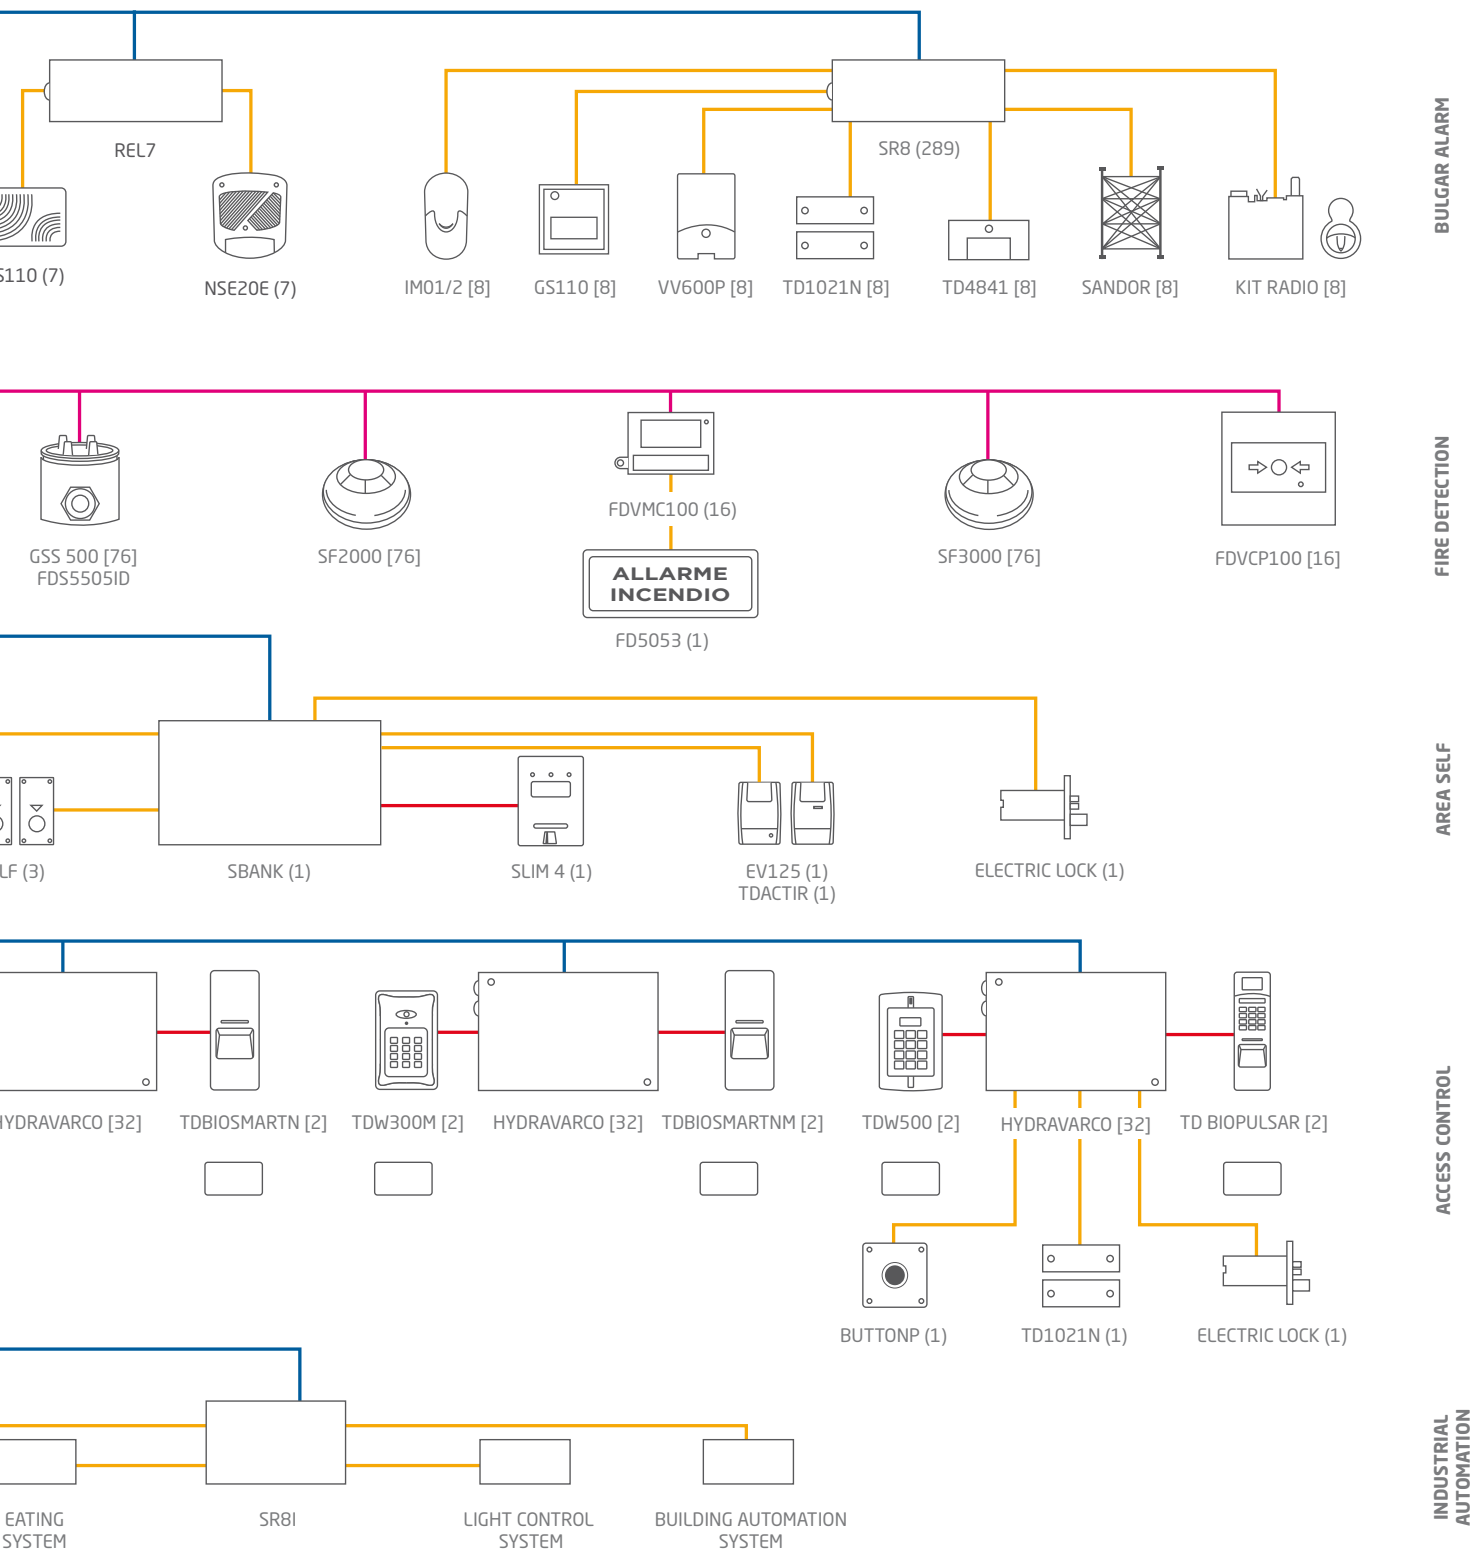 BULGAR ALARM
REL7
SR8 (289)
S110 (7)
NSE20E (7)
IM01/2 [8]
GS110 [8]
VV600P [8]
TD1021N [8]
TD4841 [8]
SANDOR [8]
KIT RADIO [8]
FIRE DETECTION
GSS 500 [76]
FDS5505ID
SF2000 [76]
FDVMC100 (16)
ALLARME
INCENDIO
FD5053 (1)
SF3000 [76]
FDVCP100 [16]
AREA SELF
LF (3)
SBANK (1)
SLIM 4 (1)
EV125 (1)
TDACTIR (1)
ELECTRIC LOCK (1)
ACCESS CONTROL
HYDRAVARCO [32]
TDBIOSMARTN [2]
TDW300M [2]
HYDRAVARCO [32]
TDBIOSMARTNM [2]
TDW500 [2]
HYDRAVARCO [32]
TD BIOPULSAR [2]
BUTTONP (1)
TD1021N (1)
ELECTRIC LOCK (1)
INDUSTRIAL
AUTOMATION
EATING
SYSTEM
SR8I
LIGHT CONTROL
SYSTEM
BUILDING AUTOMATION
SYSTEM